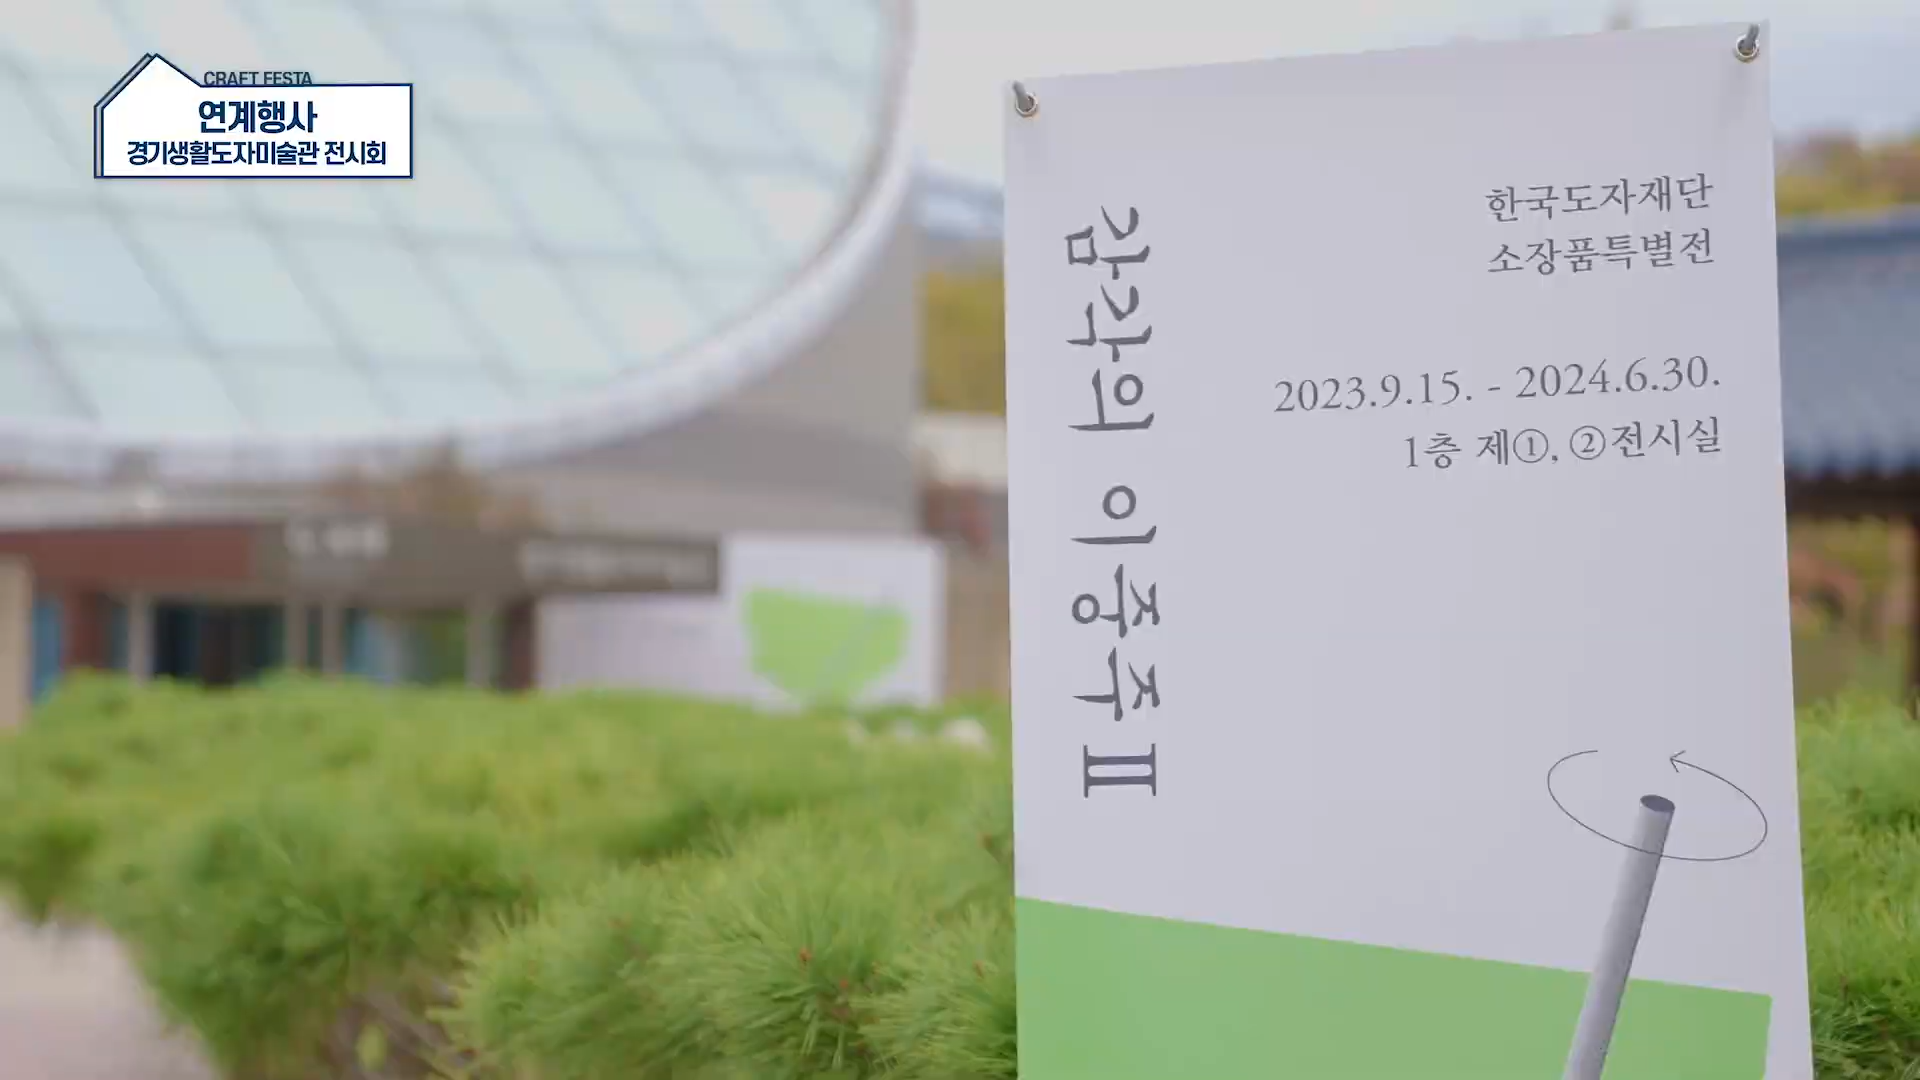 CRAFT FESTA
연계행사
경기생활도자미술관 전시회
감각의 이중주 Ⅱ
한국도자재단
소장품특별전
2023.9.15. - 2024.6.30.
1층 제①, ②전시실